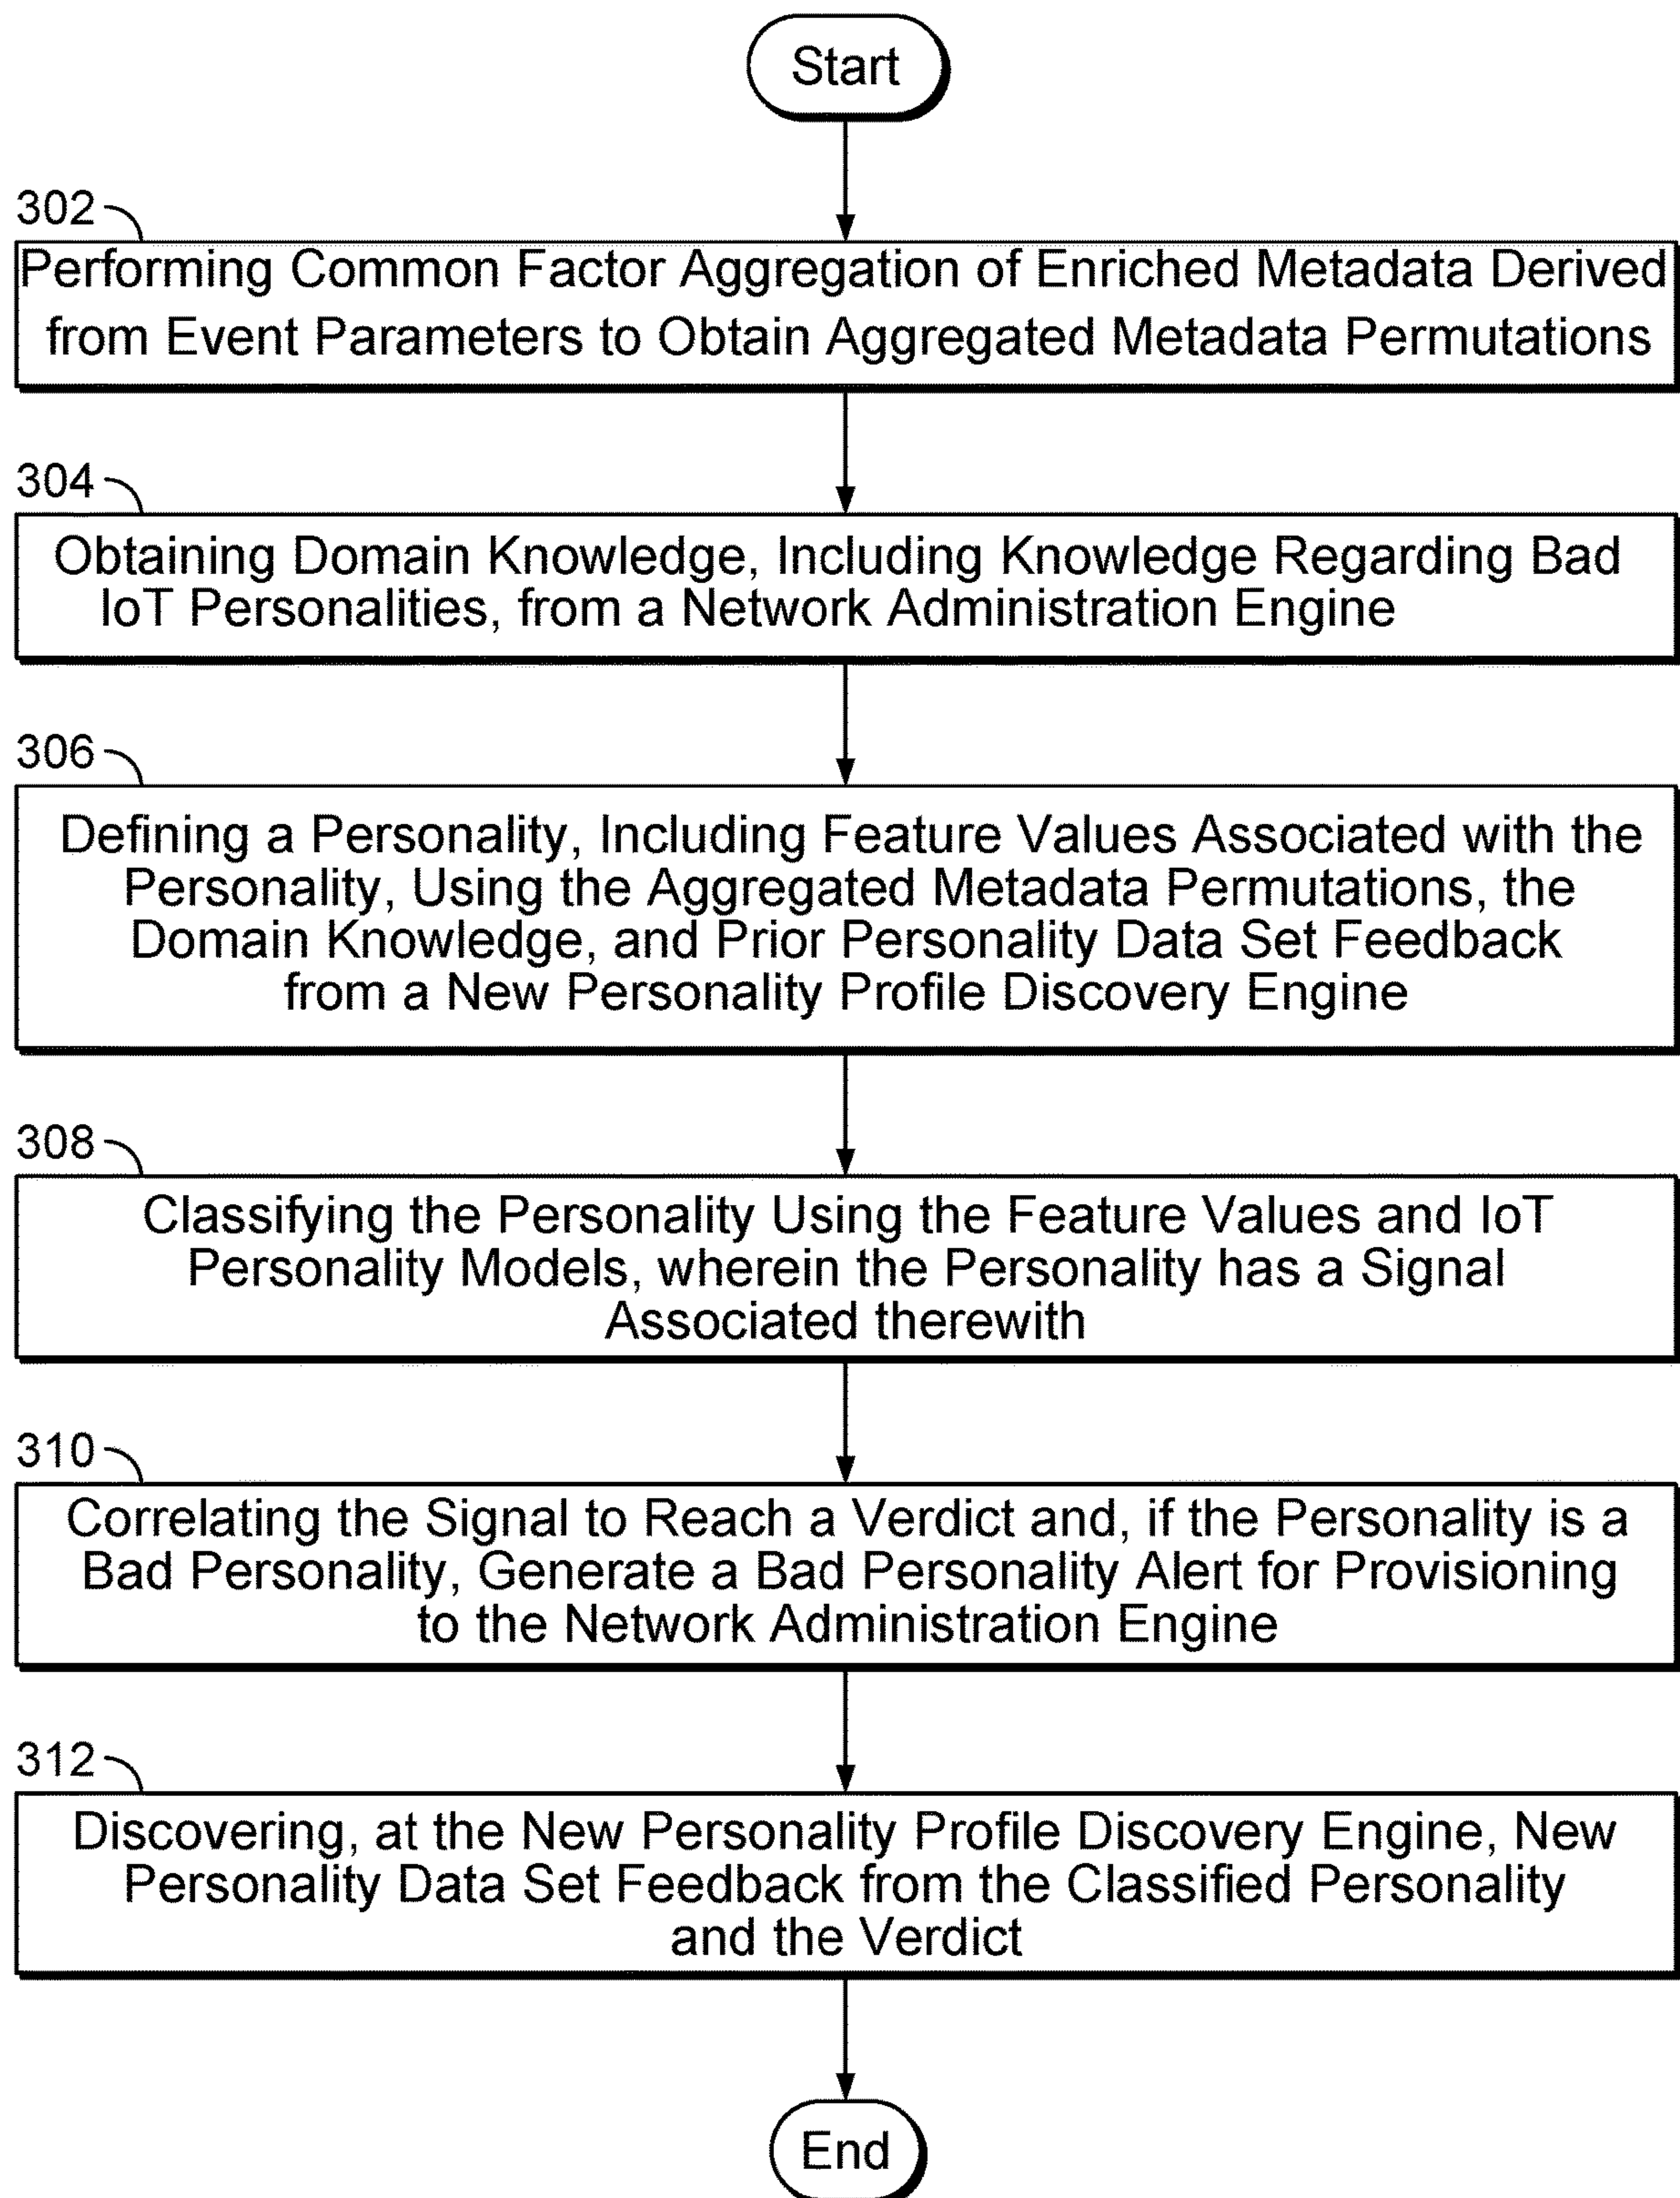 Start
302
Performing Common Factor Aggregation of Enriched Metadata Derived
from Event Parameters to Obtain Aggregated Metadata Permutations
304
Obtaining Domain Knowledge, Including Knowledge Regarding Bad
IoT Personalities, from a Network Administration Engine
306
Defining a Personality, Including Feature Values Associated with the
Personality, Using the Aggregated Metadata Permutations, the
Domain Knowledge, and Prior Personality Data Set Feedback
from a New Personality Profile Discovery Engine
308
Classifying the Personality Using the Feature Values and IoT
Personality Models, wherein the Personality has a Signal
Associated therewith
310
Correlating the Signal to Reach a Verdict and, if the Personality is a
Bad Personality, Generate a Bad Personality Alert for Provisioning
to the Network Administration Engine
312
Discovering, at the New Personality Profile Discovery Engine, New
Personality Data Set Feedback from the Classified Personality
and the Verdict
End